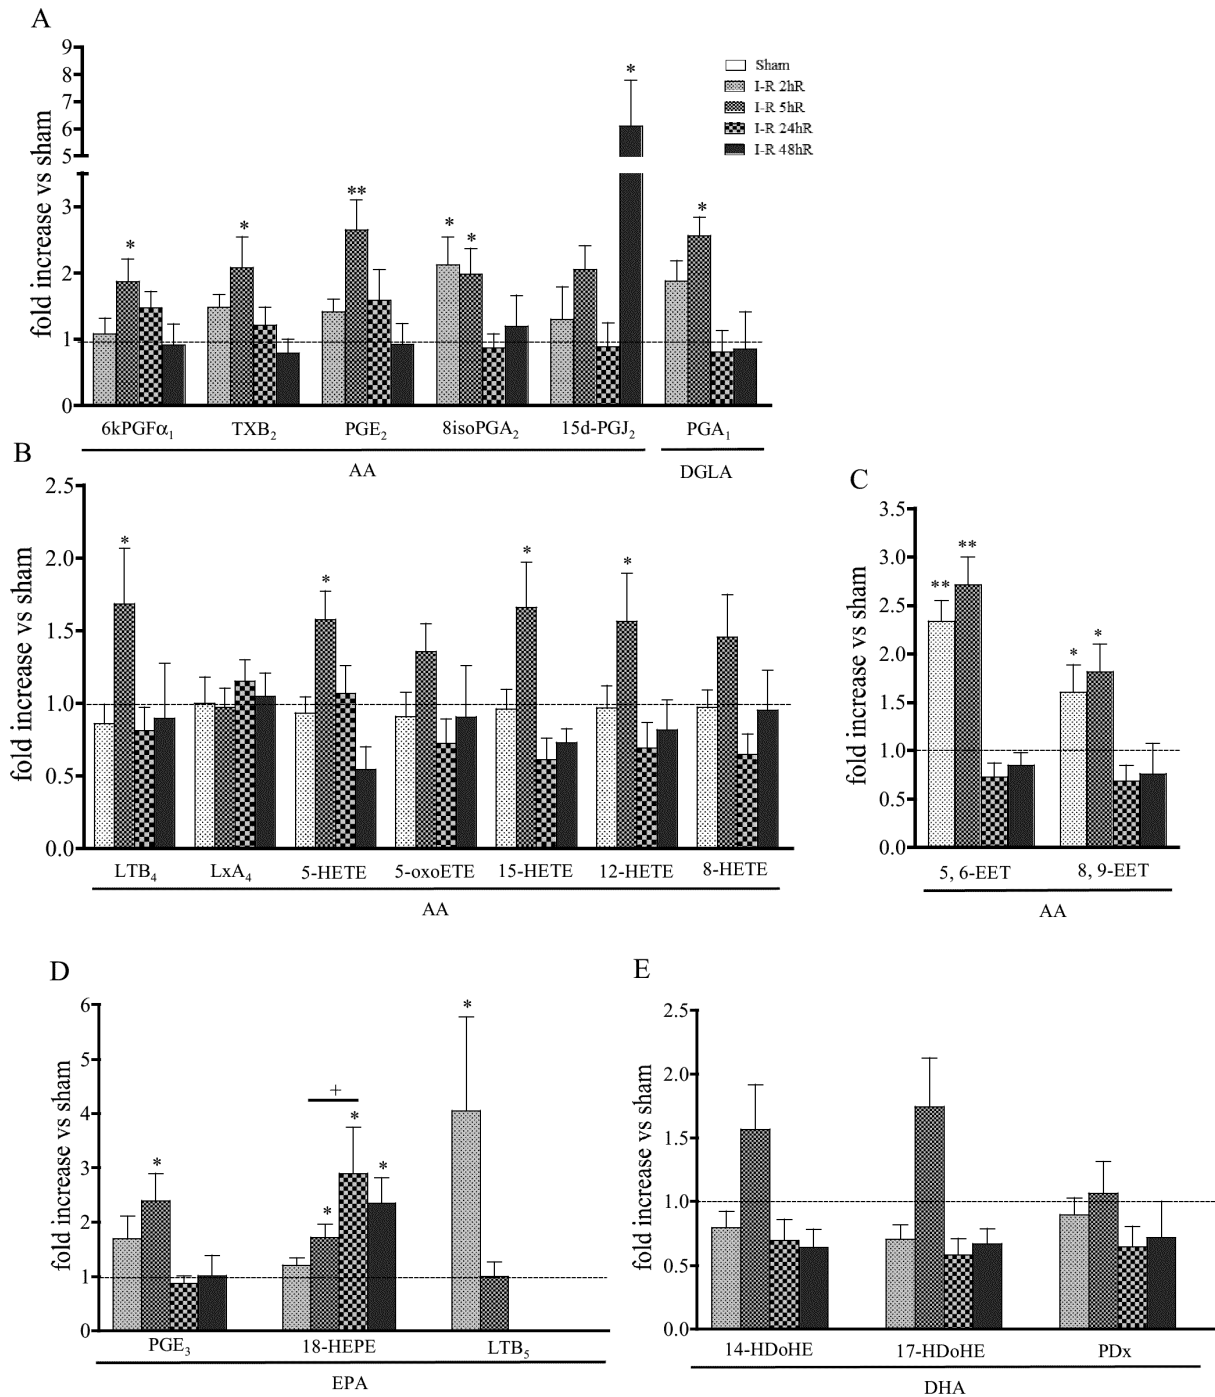 A
fold increase vs sham
9
8
7
6
5
3
2
1
0
* * ** * * * *
Sham
I-R 2hR
I-R 5hR
I-R 24hR
I-R 48hR
6kPGFα₁ TXB₂ PGE₂ 8isoPGA₂ 15d-PGJ₂ PGA₁
AA DGLA
B
fold increase vs sham
2.5
2.0
1.5
1.0
0.5
0.0
* * * *
LTB₄ LxA₄ 5-HETE 5-oxoETE 15-HETE 12-HETE 8-HETE
AA
C
fold increase vs sham
3.5
3.0
2.5
2.0
1.5
1.0
0.5
0.0
** ** * *
5, 6-EET 8, 9-EET
AA
D
fold increase vs sham
6
5
4
3
2
1
0
* * + * * *
PGE₃ 18-HEPE LTB₅
EPA
E
fold increase vs sham
2.5
2.0
1.5
1.0
0.5
0.0
14-HDoHE 17-HDoHE PDx
DHA